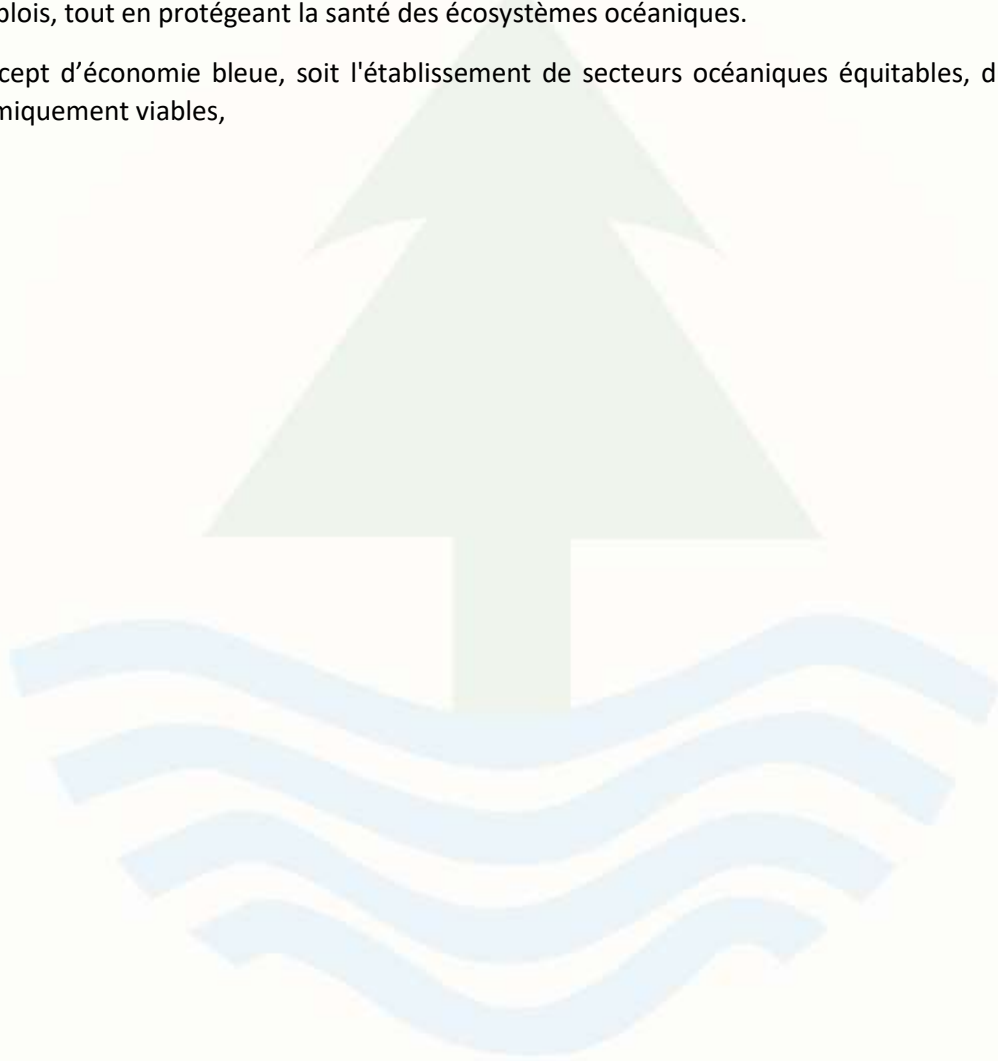 plois, tout en protégeant la santé des écosystèmes océaniques.
cept d’économie bleue, soit l'établissement de secteurs océaniques équitables, d
miquement viables,